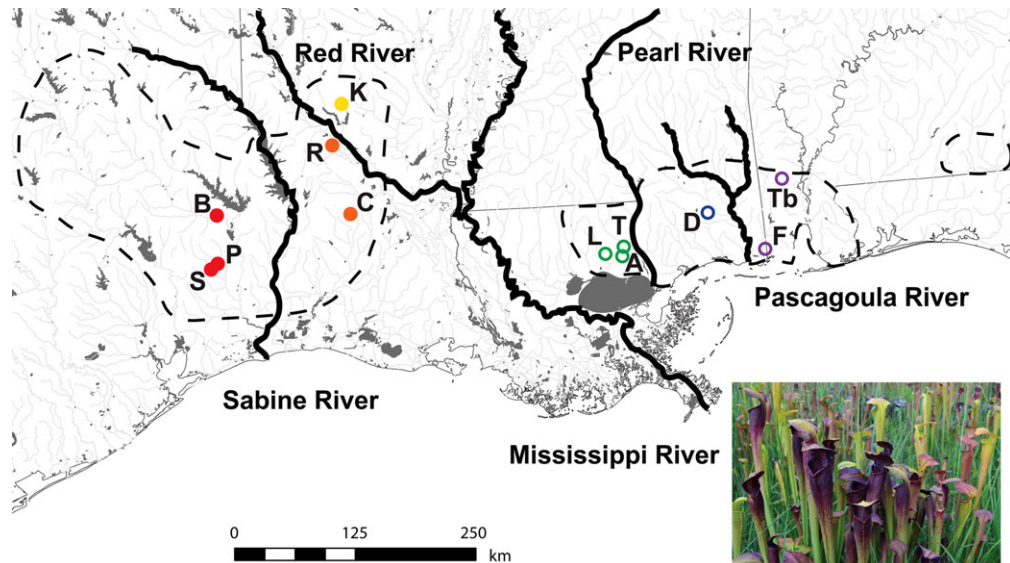 Red River
Pearl River
K
R
Tb
B
C
D
T
F
L
P
A
S
Pascagoula River
Sabine River
Mississippi River
0 125 250
km